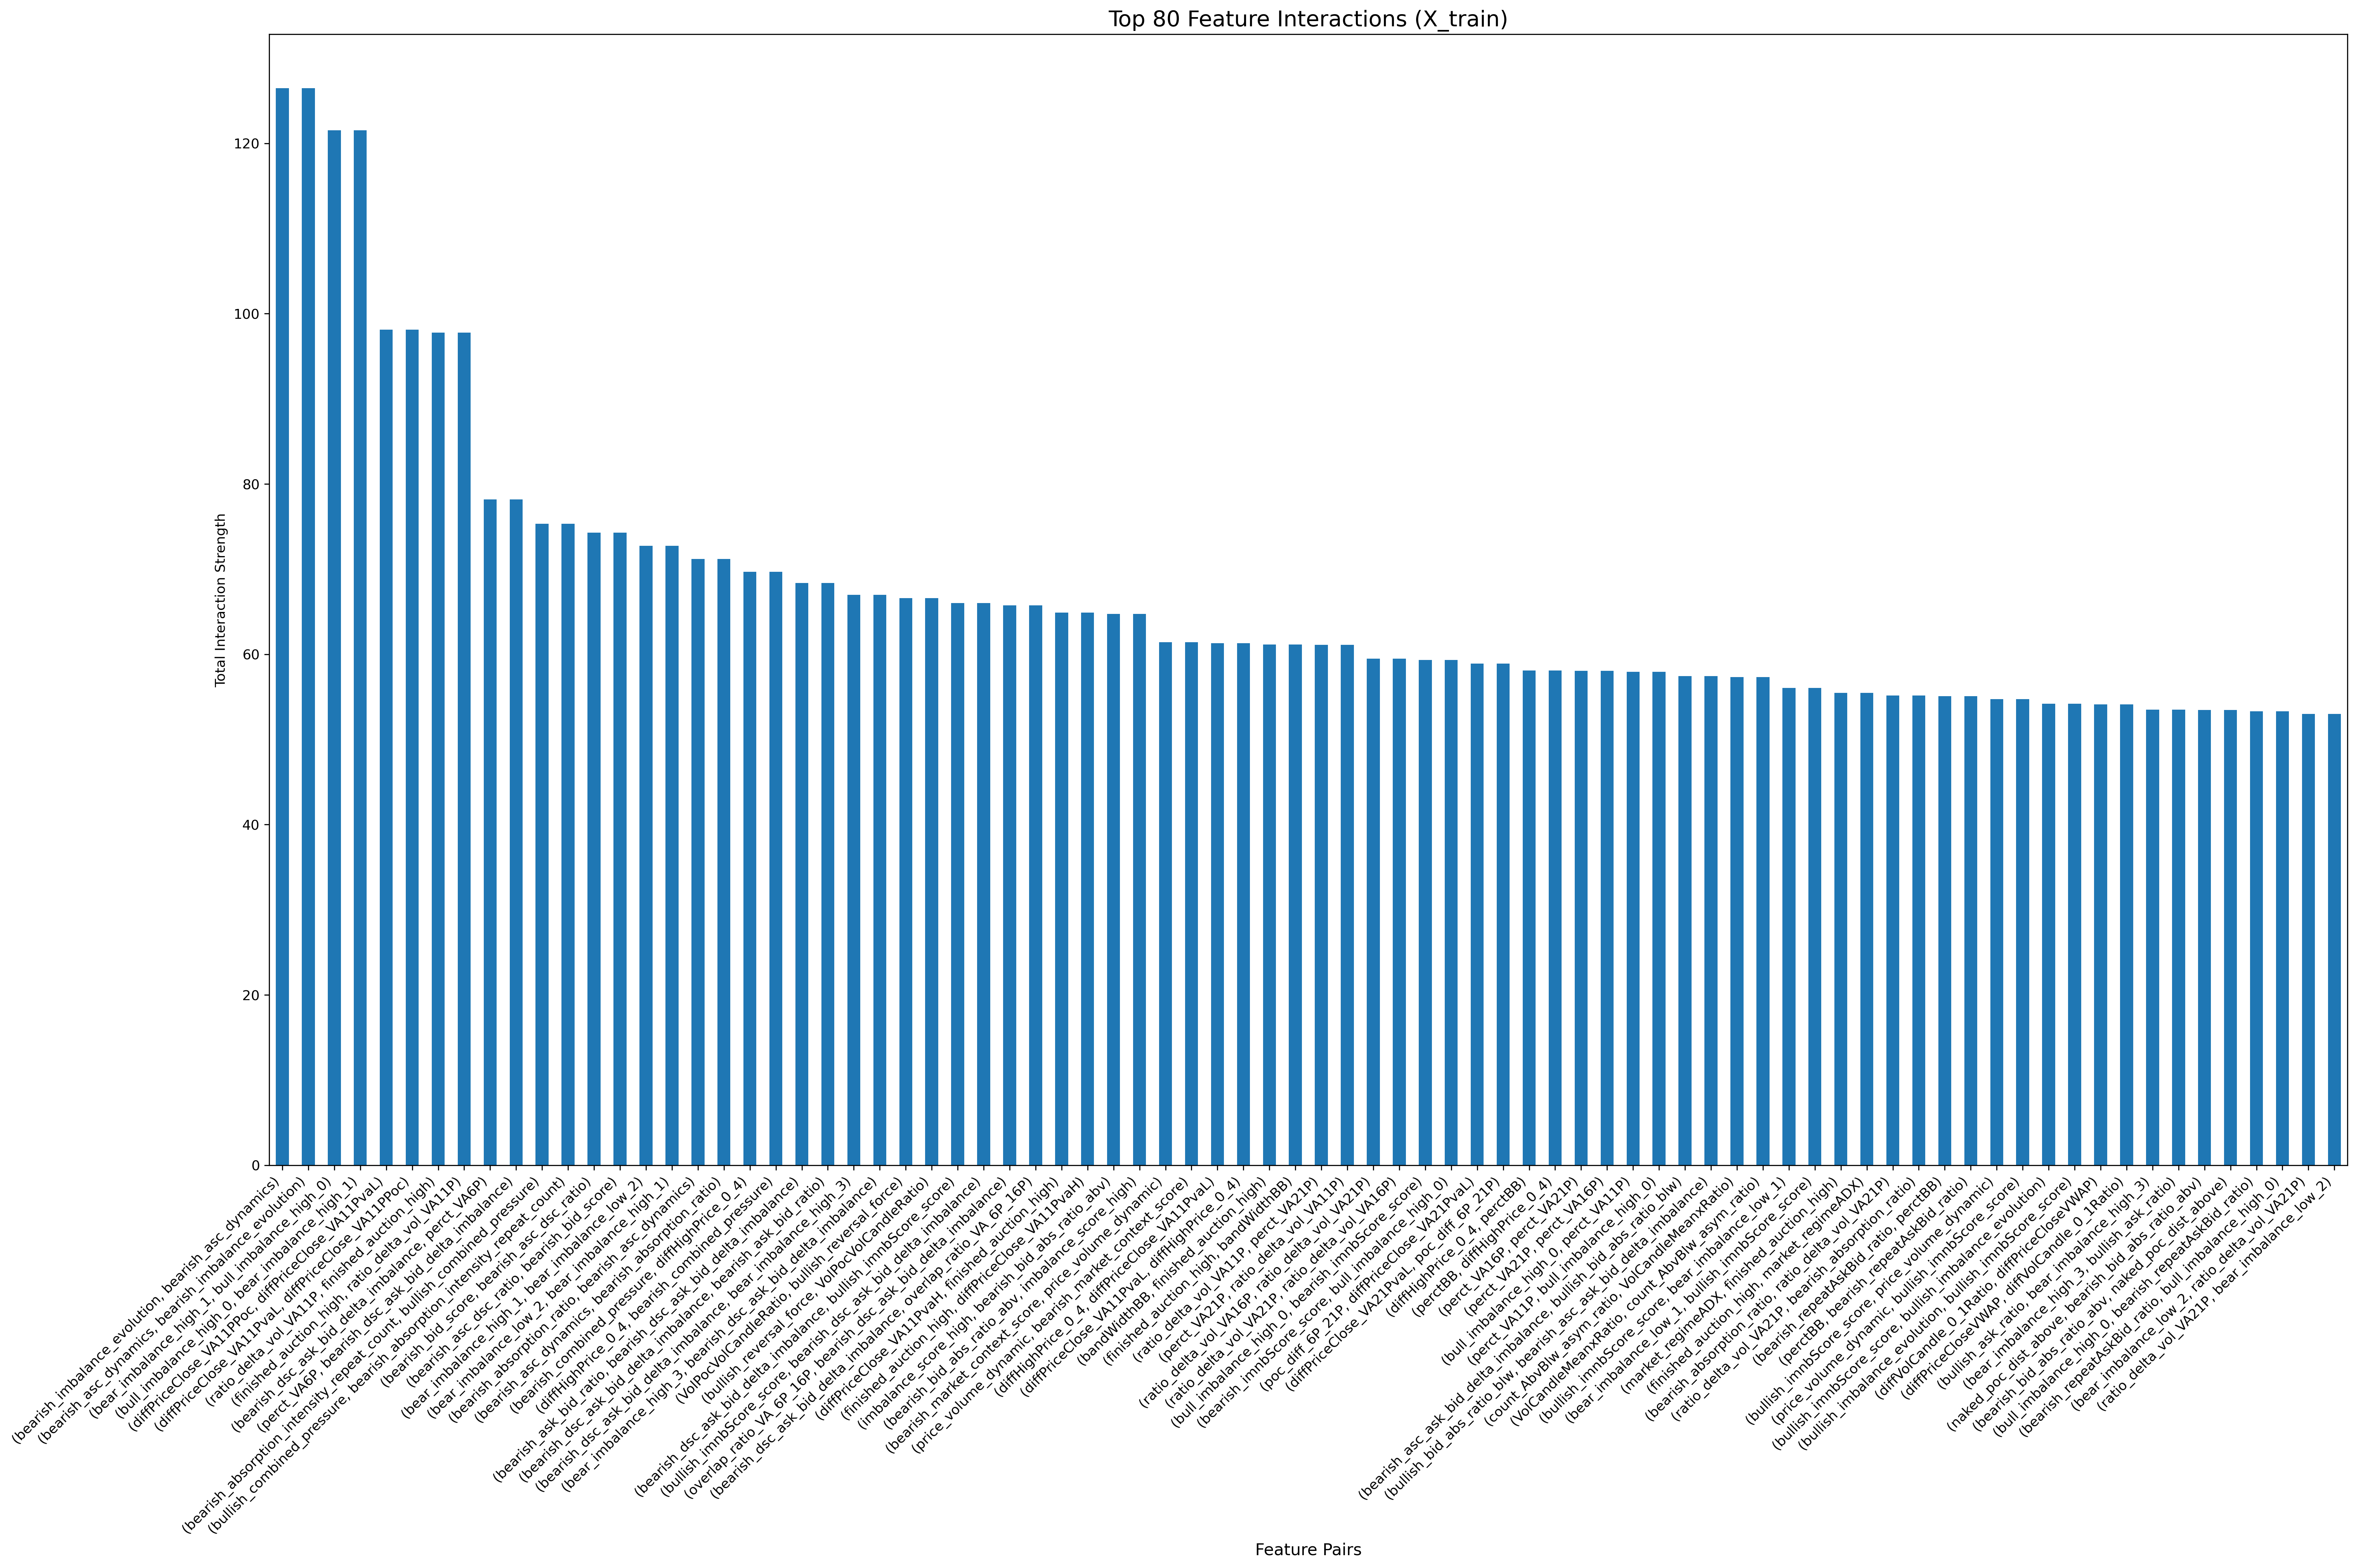 Top 80 Feature Interactions (X_train)
Total Interaction Strength
120
100
80
60
40
20
0
(bearish_imbalance_evolution, bearish_asc_dynamics)
(bearish_asc_dynamics, bearish_imbalance_evolution)
(bear_imbalance_high_1, bull_imbalance_high_0)
(bull_imbalance_high_0, bear_imbalance_high_1)
(diffPriceClose_VA11PPoc, diffPriceClose_VA11PvaL)
(diffPriceClose_VA11PvaL, diffPriceClose_VA11PPoc)
(ratio_delta_vol_VA11P, finished_auction_high)
(finished_auction_high, ratio_delta_vol_VA11P)
(bearish_dsc_ask_bid_delta_imbalance, perct_VA6P)
(perct_VA6P, bearish_dsc_ask_bid_delta_imbalance)
(bearish_absorption_intensity_repeat_count, bullish_combined_pressure)
(bullish_combined_pressure, bearish_absorption_intensity_repeat_count)
(bearish_bid_score, bearish_asc_dsc_ratio)
(bearish_asc_dsc_ratio, bearish_bid_score)
(bear_imbalance_high_1, bear_imbalance_low_2)
(bear_imbalance_low_2, bear_imbalance_high_1)
(bearish_absorption_ratio, bearish_asc_dynamics)
(bearish_asc_dynamics, bearish_absorption_ratio)
(bearish_combined_pressure, diffHighPrice_0_4)
(diffHighPrice_0_4, bearish_combined_pressure)
(bearish_ask_bid_ratio, bearish_dsc_ask_bid_delta_imbalance)
(bearish_dsc_ask_bid_delta_imbalance, bearish_ask_bid_ratio)
(bearish_dsc_ask_bid_delta_imbalance, bear_imbalance_high_3)
(bear_imbalance_high_3, bearish_dsc_ask_bid_delta_imbalance)
(VolPocVolCandleRatio, bullish_reversal_force)
(bullish_reversal_force, VolPocVolCandleRatio)
(bearish_dsc_ask_bid_delta_imbalance, bullish_imnbScore_score)
(bullish_imnbScore_score, bearish_dsc_ask_bid_delta_imbalance)
(overlap_ratio_VA_6P_16P, bearish_dsc_ask_bid_delta_imbalance)
(bearish_dsc_ask_bid_delta_imbalance, overlap_ratio_VA_6P_16P)
(diffPriceClose_VA11PvaH, finished_auction_high)
(finished_auction_high, diffPriceClose_VA11PvaH)
(imbalance_score_high, bearish_bid_abs_ratio_abv)
(bearish_bid_abs_ratio_abv, imbalance_score_high)
(bearish_market_context_score, price_volume_dynamic)
(price_volume_dynamic, bearish_market_context_score)
(diffHighPrice_0_4, diffPriceClose_VA11PvaL)
(diffPriceClose_VA11PvaL, diffHighPrice_0_4)
(bandWidthBB, finished_auction_high)
(finished_auction_high, bandWidthBB)
(ratio_delta_vol_VA11P, perct_VA21P)
(perct_VA21P, ratio_delta_vol_VA11P)
(ratio_delta_vol_VA16P, ratio_delta_vol_VA21P)
(ratio_delta_vol_VA21P, ratio_delta_vol_VA16P)
(bull_imbalance_high_0, bearish_imnbScore_score)
(bearish_imnbScore_score, bull_imbalance_high_0)
(poc_diff_6P_21P, diffPriceClose_VA21PvaL)
(diffPriceClose_VA21PvaL, poc_diff_6P_21P)
(diffHighPrice_0_4, perctBB)
(perctBB, diffHighPrice_0_4)
(perct_VA16P, perct_VA21P)
(perct_VA21P, perct_VA16P)
(bull_imbalance_high_0, perct_VA11P)
(perct_VA11P, bull_imbalance_high_0)
(bearish_asc_ask_bid_delta_imbalance, bullish_bid_abs_ratio_blw)
(bullish_bid_abs_ratio_blw, bearish_asc_ask_bid_delta_imbalance)
(count_AbvBlw_asym_ratio, VolCandleMeanxRatio)
(VolCandleMeanxRatio, count_AbvBlw_asym_ratio)
(bullish_imnbScore_score, bear_imbalance_low_1)
(bear_imbalance_low_1, bullish_imnbScore_score)
(market_regimeADX, finished_auction_high)
(finished_auction_high, market_regimeADX)
(bearish_absorption_ratio, ratio_delta_vol_VA21P)
(ratio_delta_vol_VA21P, bearish_absorption_ratio)
(bearish_repeatAskBid_ratio, perctBB)
(perctBB, bearish_repeatAskBid_ratio)
(bullish_imnbScore_score, price_volume_dynamic)
(price_volume_dynamic, bullish_imnbScore_score)
(bullish_imnbScore_score, bullish_imbalance_evolution)
(bullish_imbalance_evolution, bullish_imnbScore_score)
(diffVolCandle_0_1Ratio, diffPriceCloseVWAP)
(diffPriceCloseVWAP, diffVolCandle_0_1Ratio)
(bullish_ask_ratio, bear_imbalance_high_3)
(bear_imbalance_high_3, bullish_ask_ratio)
(naked_poc_dist_above, bearish_bid_abs_ratio_abv)
(bearish_bid_abs_ratio_abv, naked_poc_dist_above)
(bull_imbalance_high_0, bearish_repeatAskBid_ratio)
(bearish_repeatAskBid_ratio, bull_imbalance_high_0)
(bear_imbalance_low_2, ratio_delta_vol_VA21P)
(ratio_delta_vol_VA21P, bear_imbalance_low_2)
Feature Pairs